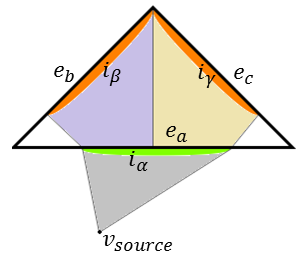 e_b i_β i_γ e_c
e_a
i_α
v_source